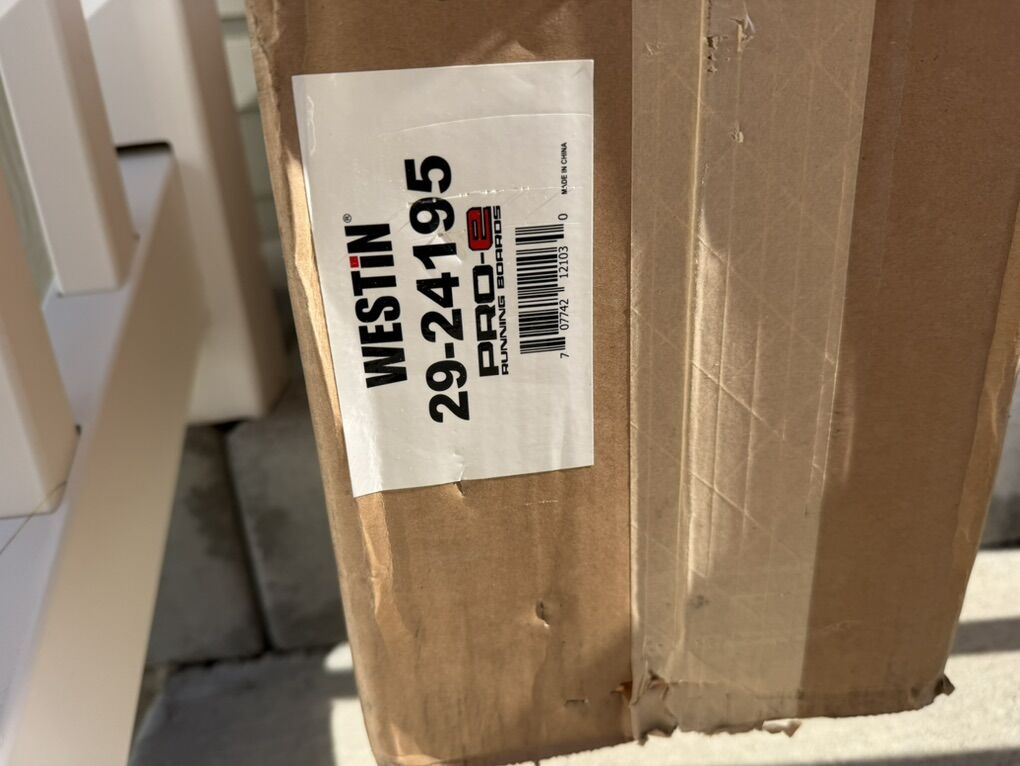 WESTiN®
29-24195
PRO-e
RUNNING BOARDS
7 07742 12103 0
MADE IN CHINA